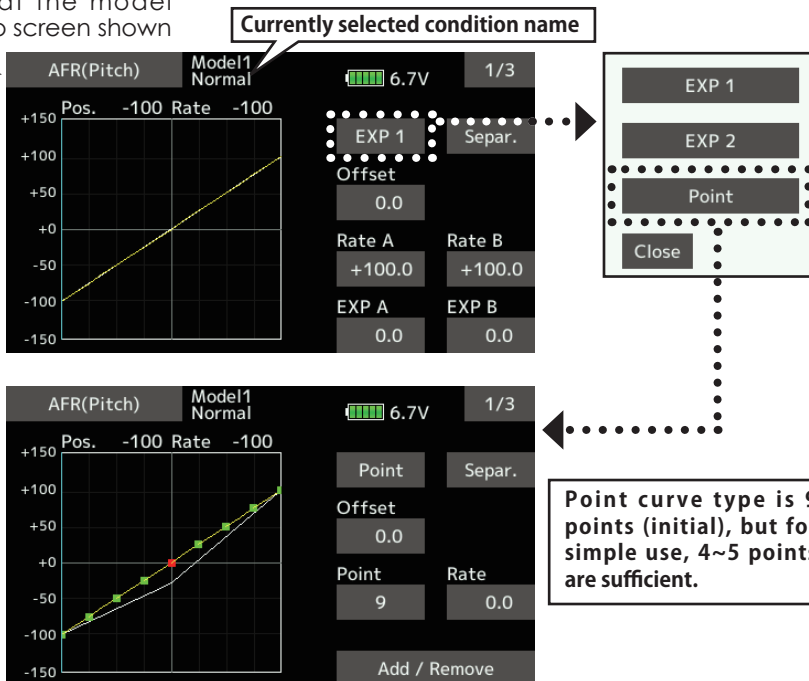 at the model
screen shown
Currently selected condition name
AFR(Pitch)
Model1
Normal
6.7V
1/3
Pos. -100 Rate -100
+150
+100
+50
+0
-50
-100
-150
EXP 1
Separ.
Offset
0.0
Rate A
Rate B
+100.0
+100.0
EXP A
EXP B
0.0
0.0
EXP 1
EXP 2
Point
Close
AFR(Pitch)
Model1
Normal
6.7V
1/3
Pos. -100 Rate -100
+150
+100
+50
+0
-50
-100
-150
Point
Separ.
Offset
0.0
Point
Rate
9
0.0
Add / Remove
Point curve type is 9
points (initial), but fo
simple use, 4~5 points
are sufficient.